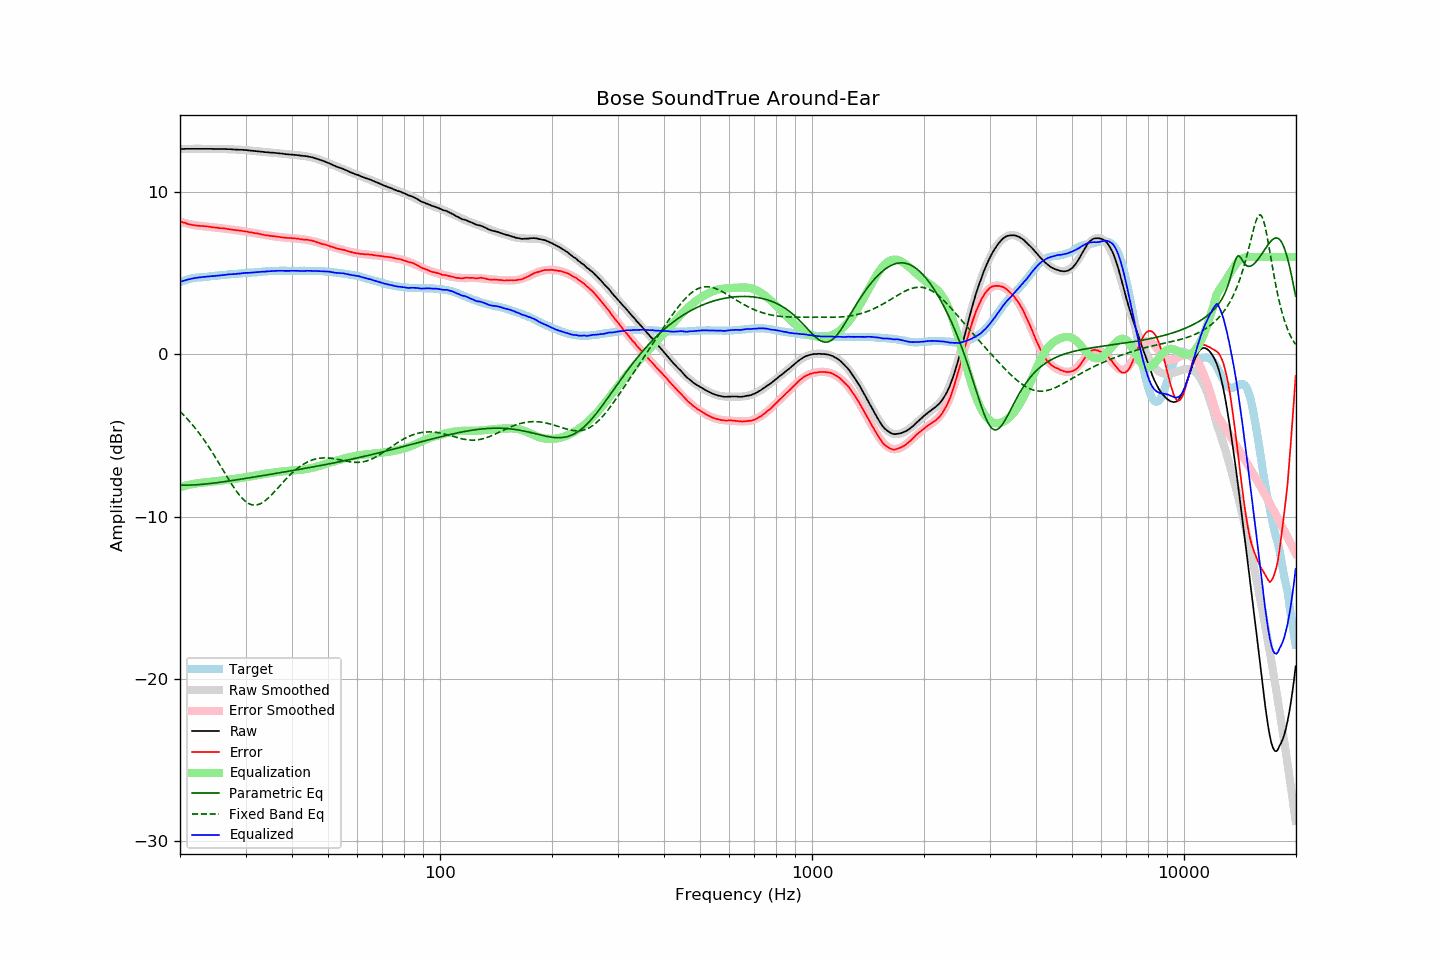 Bose SoundTrue Around-Ear
10
0
−10
−20
−30
Amplitude (dBr)
Target
Raw Smoothed
Error Smoothed
Raw
Error
Equalization
Parametric Eq
Fixed Band Eq
Equalized
100
1000
10000
Frequency (Hz)